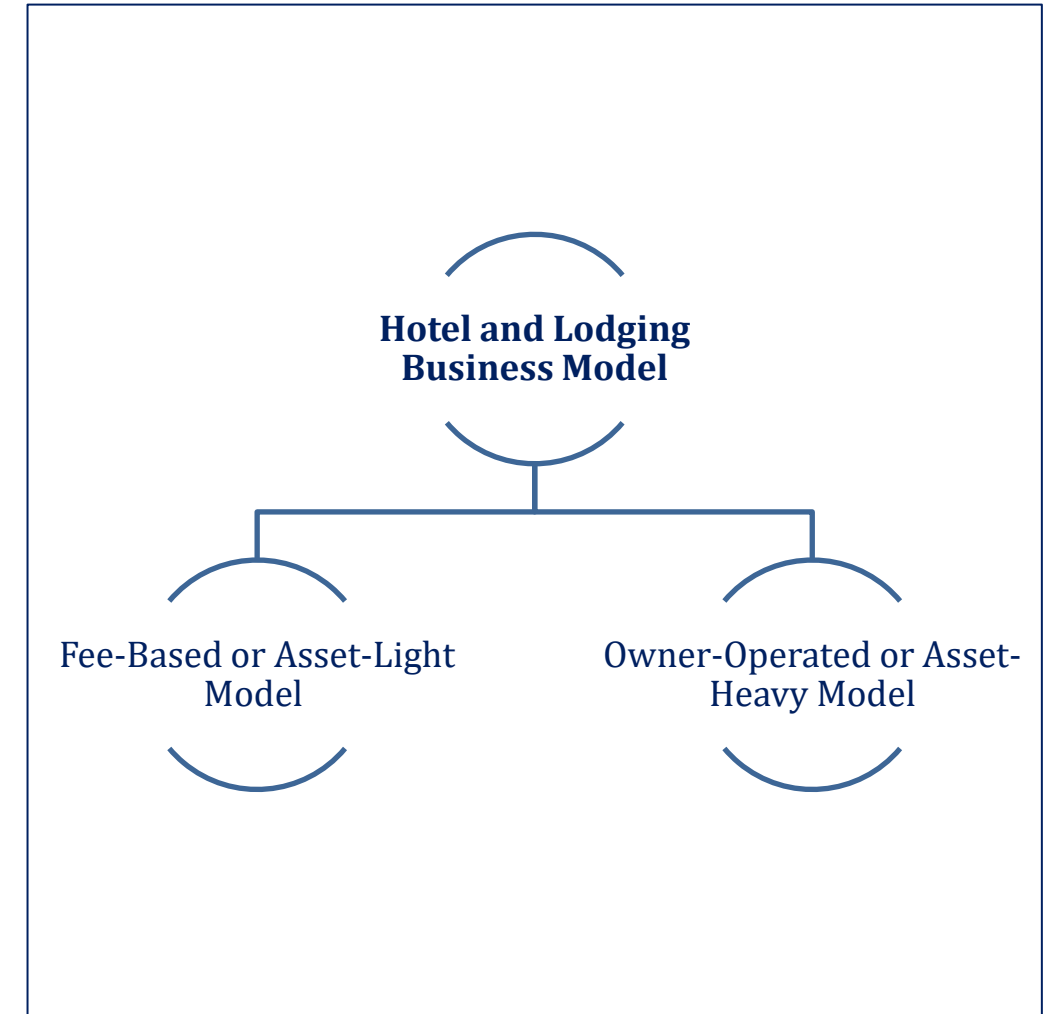 Hotel and Lodging
Business Model
Fee-Based or Asset-Light
Model
Owner-Operated or Asset-
Heavy Model